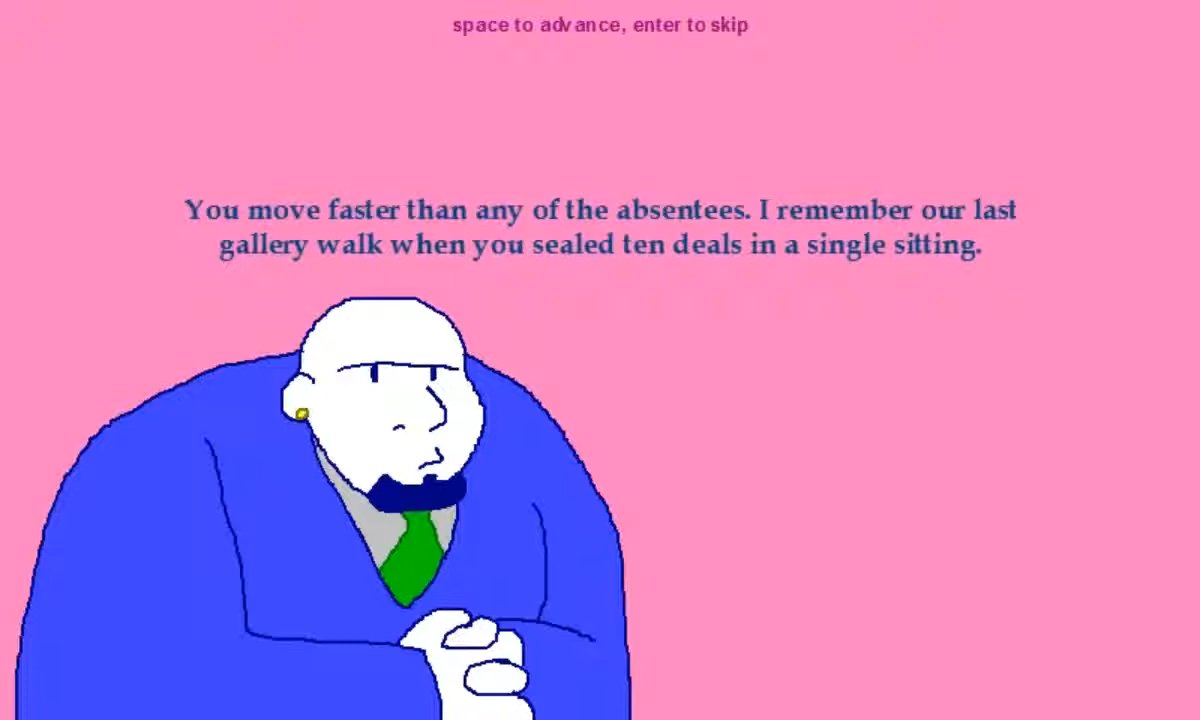 space to advance, enter to skip
You move faster than any of the absentees. I remember our last
gallery walk when you sealed ten deals in a single sitting.